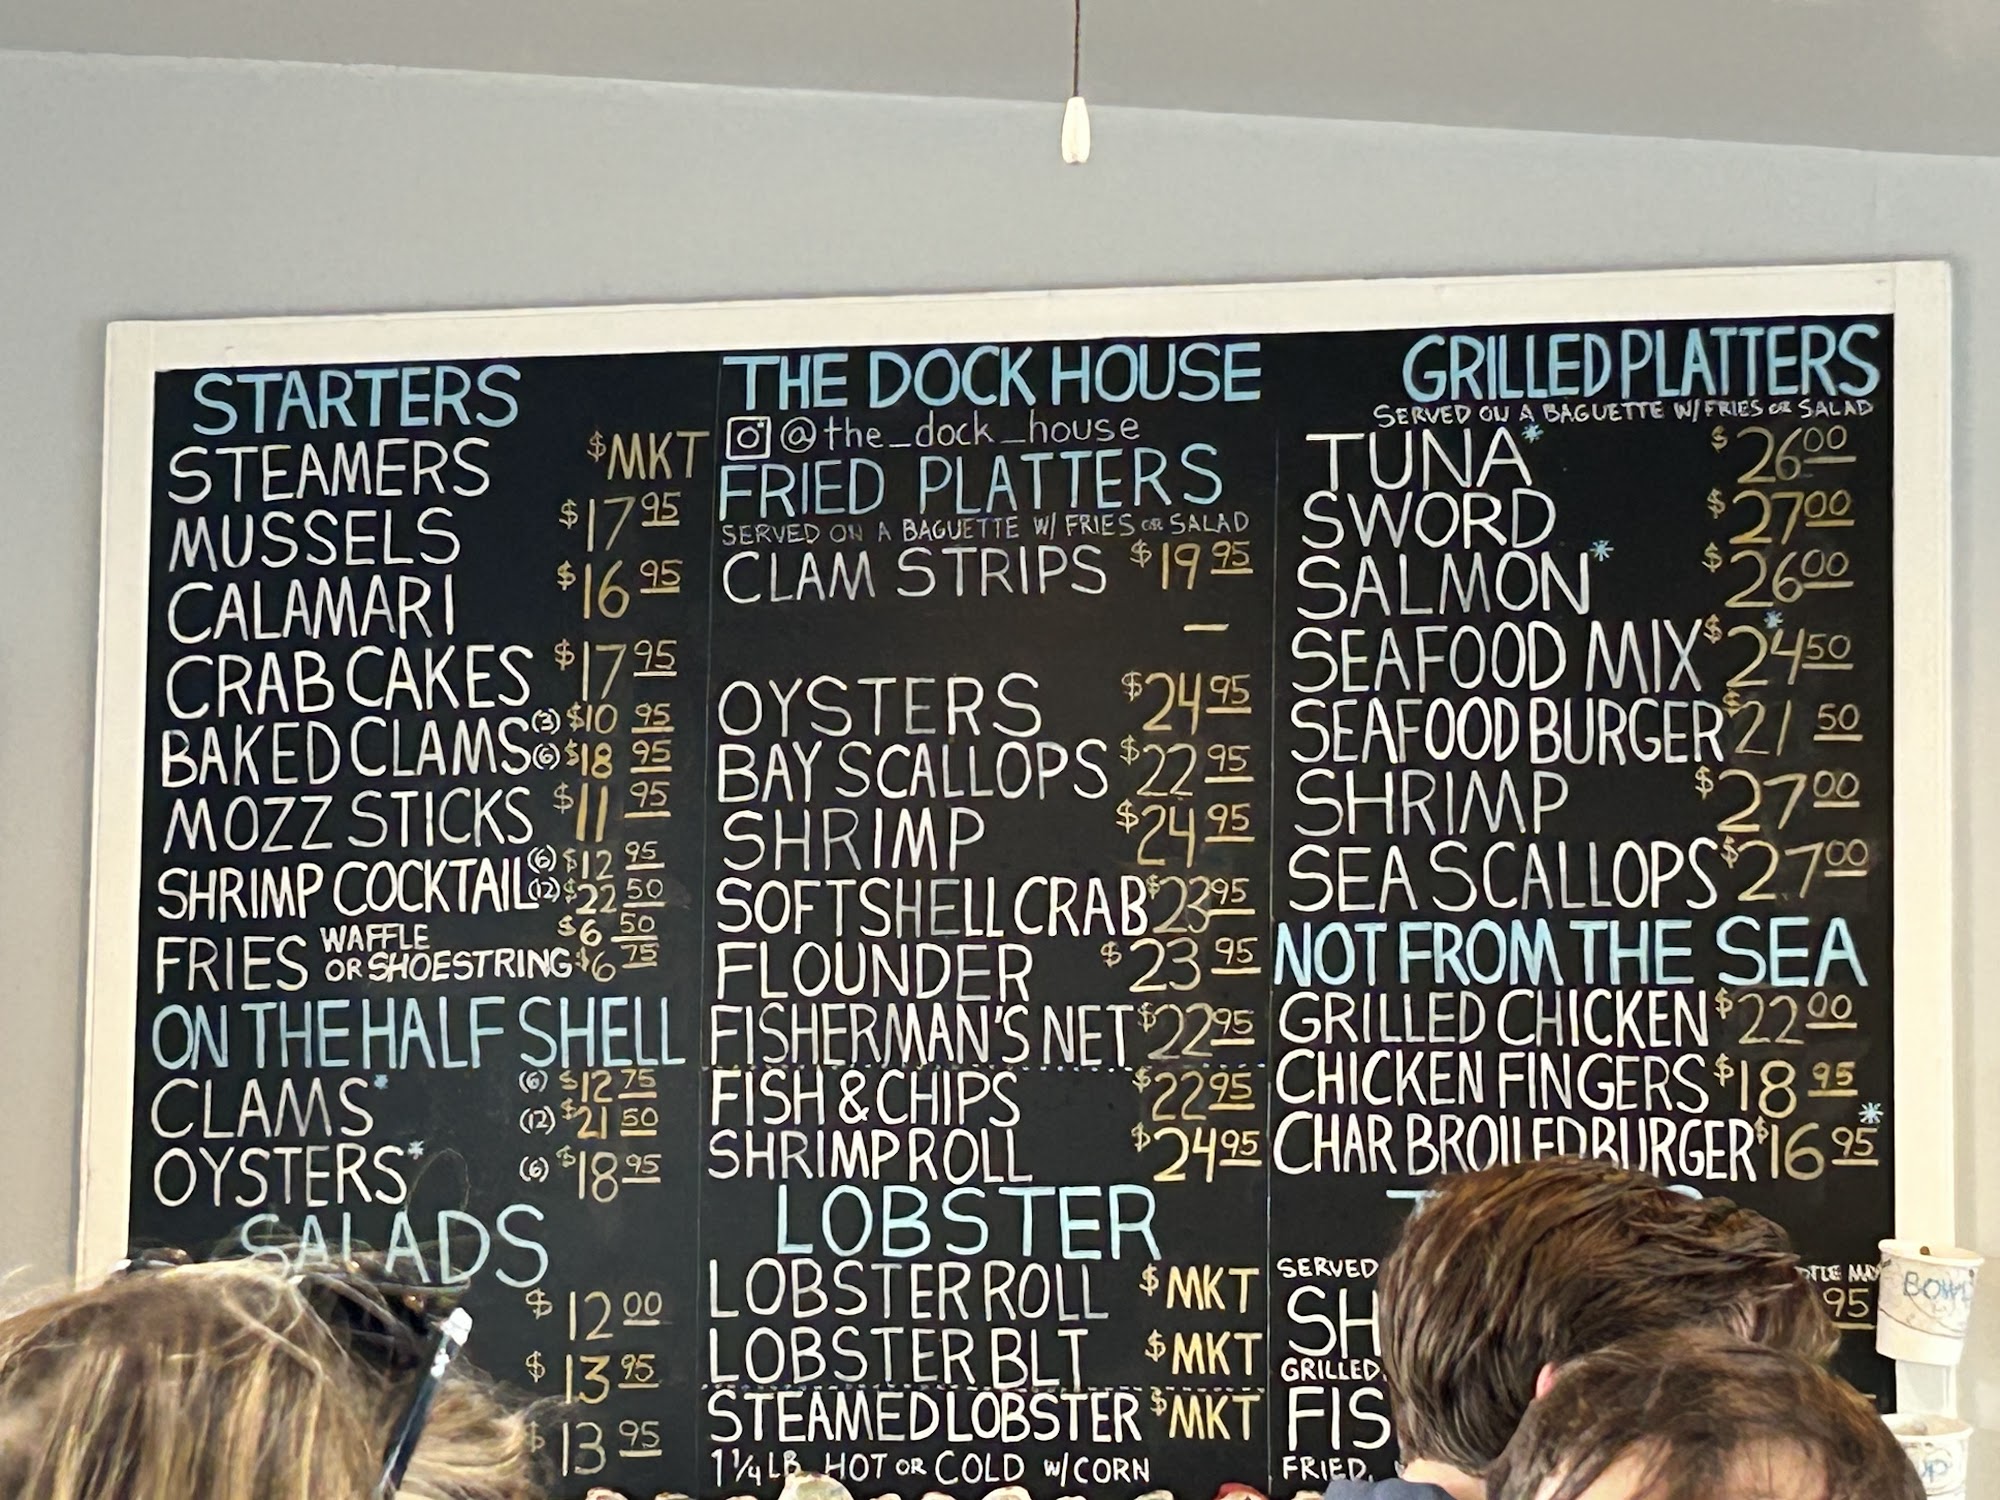 STARTERS
STEAMERS $MKT
MUSSELS $17 95
CALAMARI $16 95
CRAB CAKES $17 95
BAKED CLAMS (3) $10 95
(6) $18 95
MOZZ STICKS $11 95
SHRIMP COCKTAIL (6) $12 95
(12) $22 50
FRIES WAFFLE $6 50
OR SHOESTRING $6 75
ON THE HALF SHELL
CLAMS* (6) $12 75
(12) $21 50
OYSTERS* (6) $18 95
SALADS
$12 00
$13 95
$13 95
THE DOCK HOUSE
@the_dock_house
FRIED PLATTERS
SERVED ON A BAGUETTE W/ FRIES OR SALAD
CLAM STRIPS $19 95
—
OYSTERS $24 95
BAY SCALLOPS $22 95
SHRIMP $24 95
SOFTSHELL CRAB $23 95
FLOUNDER $23 95
FISHERMAN'S NET $22 95
FISH & CHIPS $22 95
SHRIMP ROLL $24 95
LOBSTER
LOBSTER ROLL $MKT
LOBSTER BLT $MKT
STEAMED LOBSTER $MKT
1 1/4 LB HOT OR COLD W/CORN
GRILLED PLATTERS
SERVED ON A BAGUETTE W/ FRIES OR SALAD
TUNA* $26 00
SWORD $27 00
SALMON* $26 00
SEAFOOD MIX $24* 50
SEAFOOD BURGER $21 50
SHRIMP $27 00
SEA SCALLOPS $27 00
NOT FROM THE SEA
GRILLED CHICKEN $22 00
CHICKEN FINGERS $18 95
CHAR BROILED BURGER $16 95*
SERVED
SH 95
GRILLED,
FIS
FRIED,